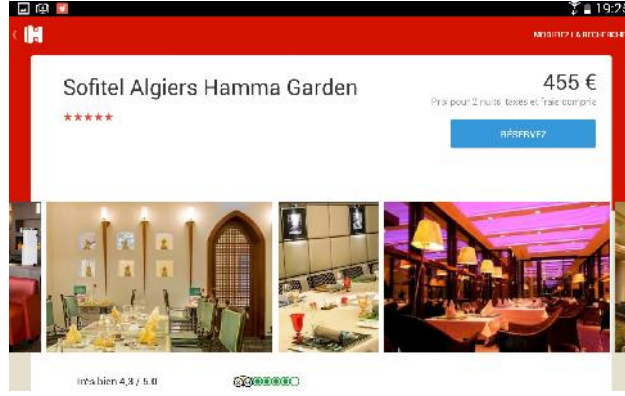 19:25
MODIFIEZ LA RECHERCHE
Sofitel Algiers Hamma Garden
455 €
Prix pour 2 nuits, taxes et frais compris
RÉSERVEZ
Très bien 4,3 / 5.0